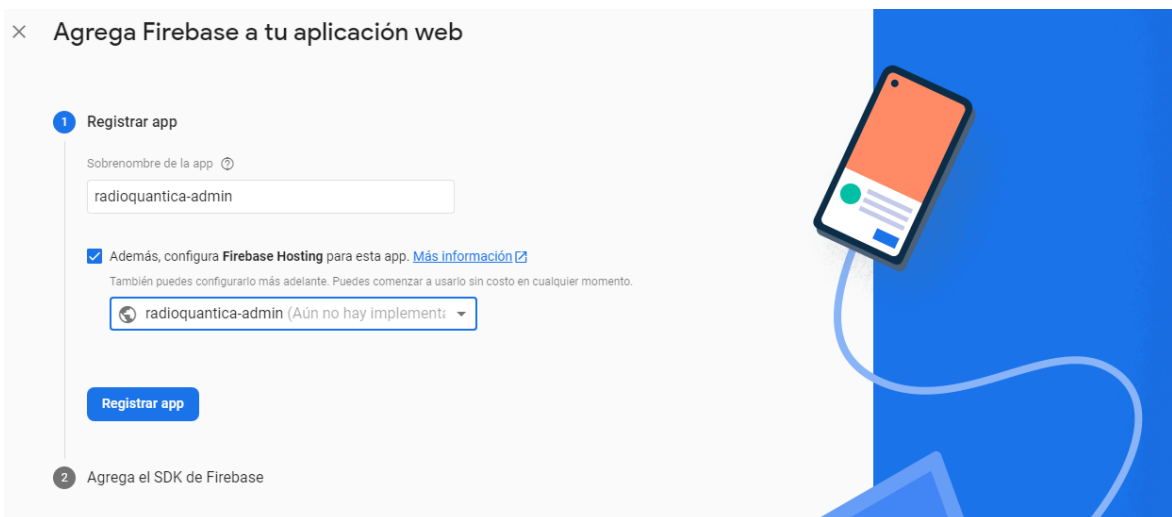 Agrega Firebase a tu aplicación web
1 Registrar app
Sobrenombre de la app
radioquantica-admin
Además, configura Firebase Hosting para esta app. Más información
También puedes configurarlo más adelante. Puedes comenzar a usarlo sin costo en cualquier momento.
radioquantica-admin (Aún no hay implementa
Registrar app
2 Agrega el SDK de Firebase